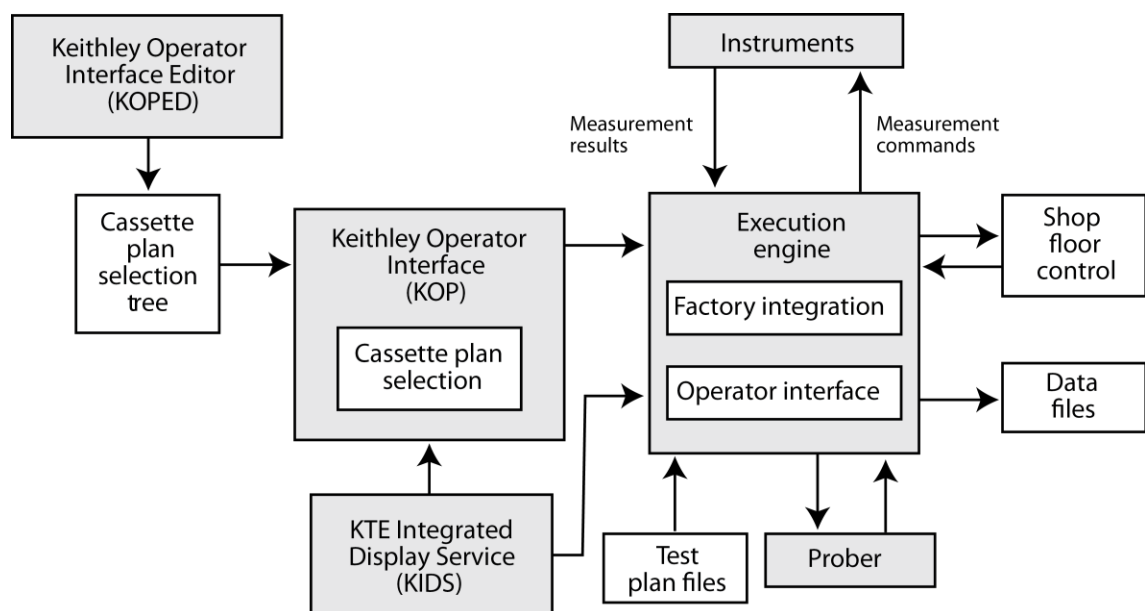 Keithley Operator
Interface Editor
(KOPED)
Instruments
Measurement
results
Measurement
commands
Cassette
plan
selection
tree
Keithley Operator
Interface
(KOP)
Cassette plan
selection
Execution
engine
Factory integration
Operator interface
Shop
floor
control
Data
files
KTE Integrated
Display Service
(KIDS)
Test
plan files
Prober